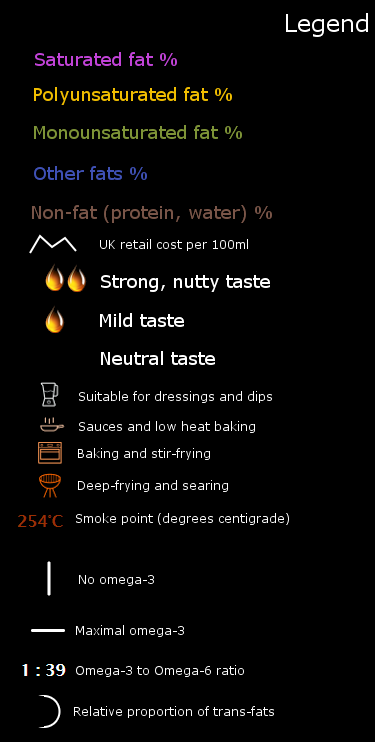 Legend
Saturated fat %
Polyunsaturated fat %
Monounsaturated fat %
Other fats %
Non-fat (protein, water) %
UK retail cost per 100ml
Strong, nutty taste
Mild taste
Neutral taste
Suitable for dressings and dips
Sauces and low heat baking
Baking and stir-frying
Deep-frying and searing
254°C Smoke point (degrees centigrade)
No omega-3
Maximal omega-3
1 : 39 Omega-3 to Omega-6 ratio
Relative proportion of trans-fats